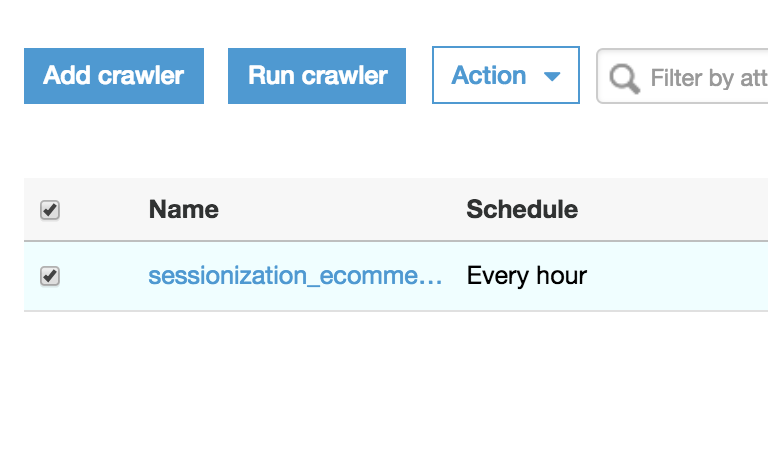 Add crawler Run crawler Action Filter by att
Name Schedule
sessionization_ecomme... Every hour